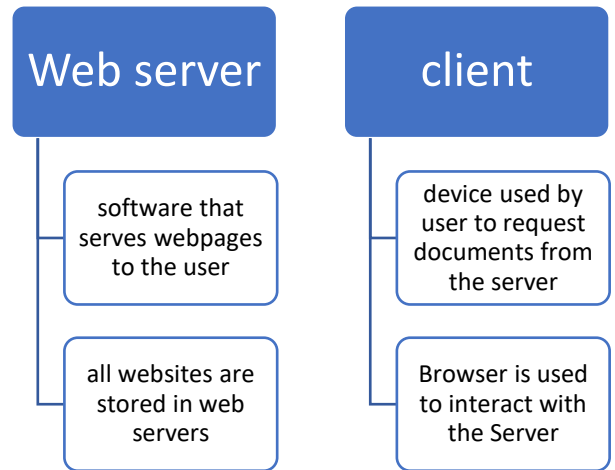 Web server
software that
serves webpages
to the user
all websites are
stored in web
servers
client
device used by
user to request
documents from
the server
Browser is used
to interact with
the Server